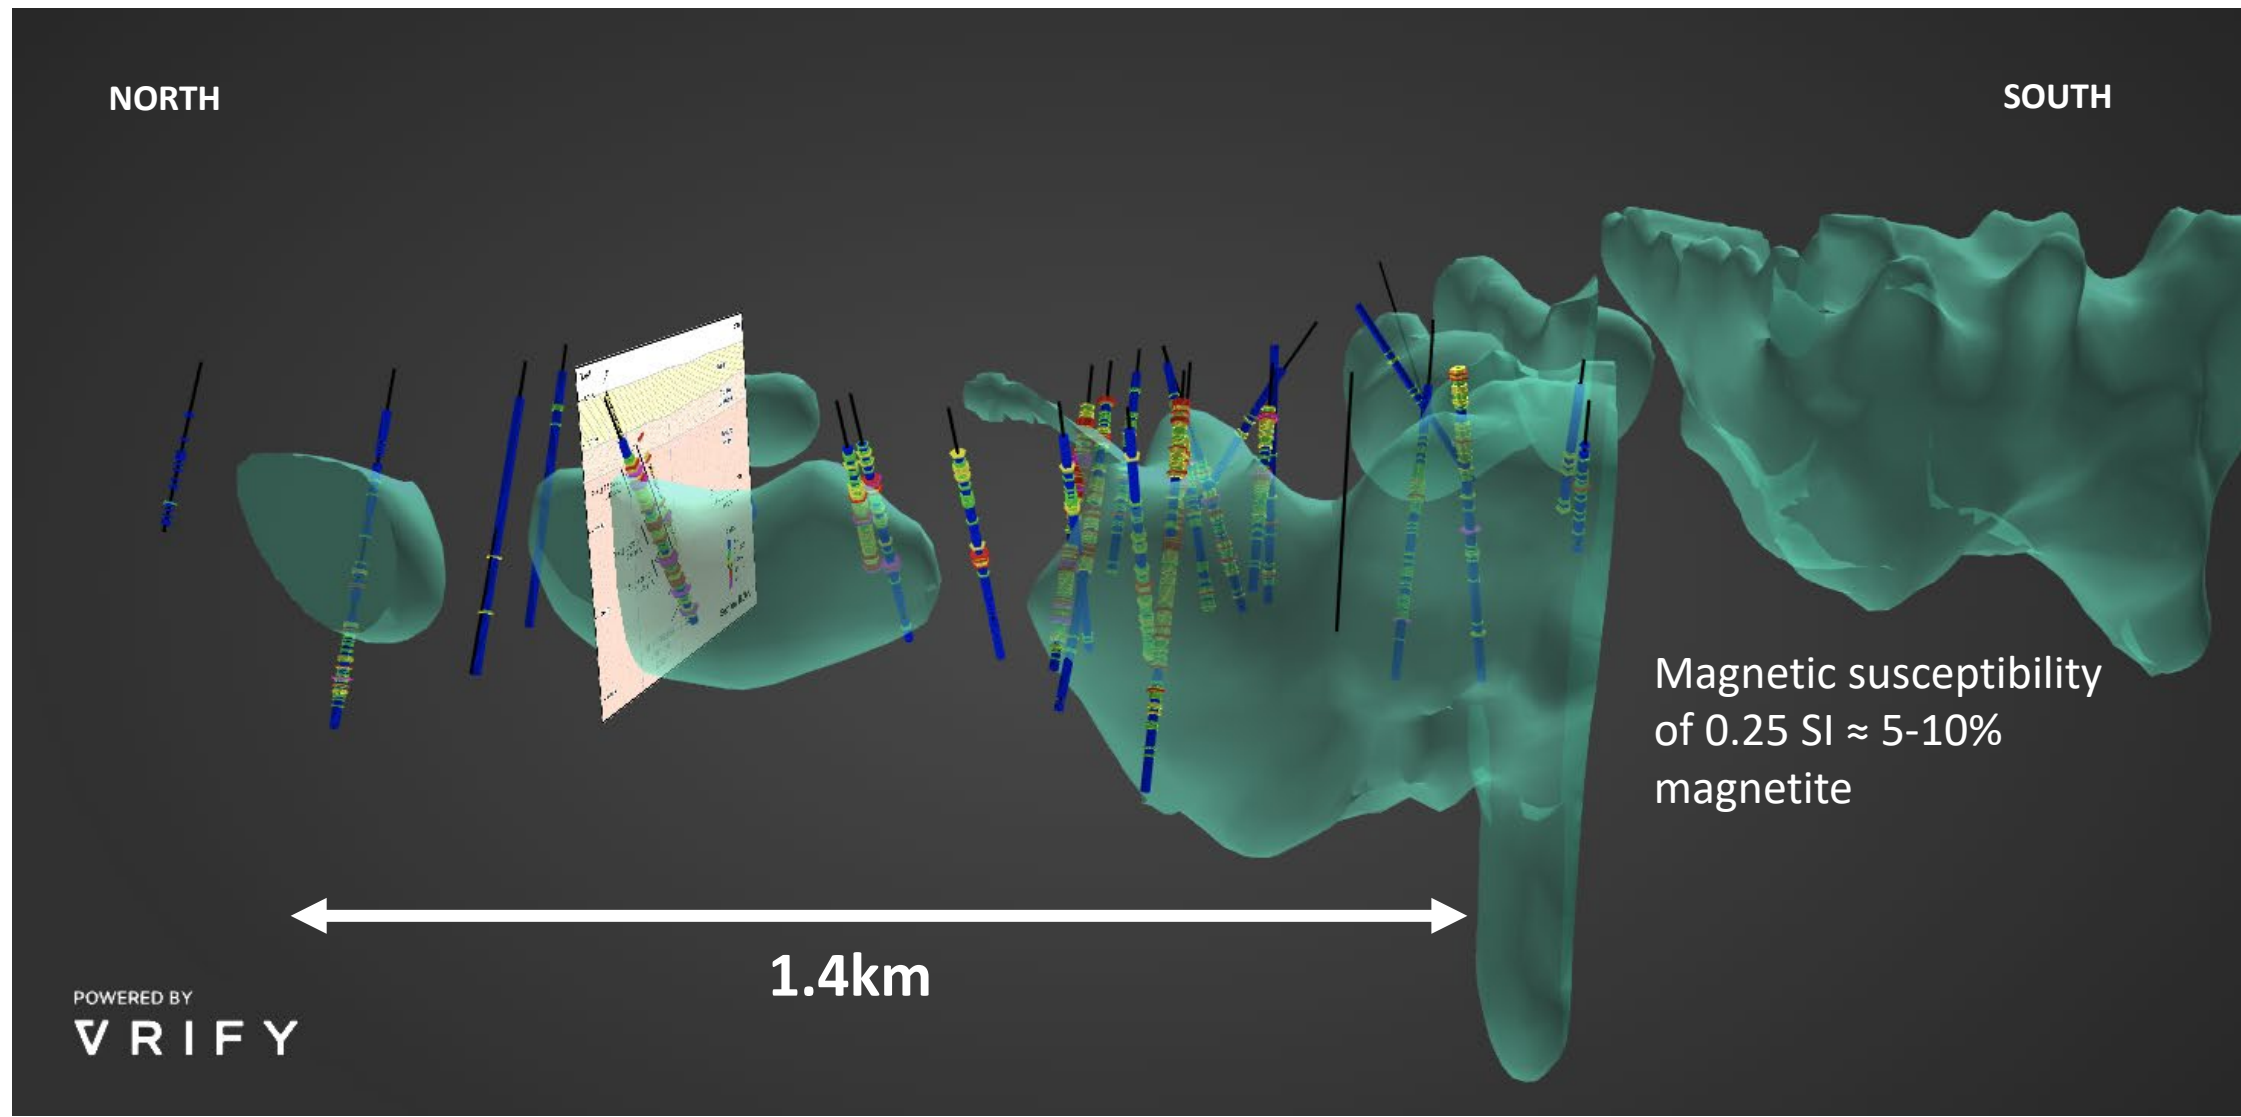 NORTH
SOUTH
Magnetic susceptibility
of 0.25 SI ≈ 5-10%
magnetite
1.4km
POWERED BY
VRIFY